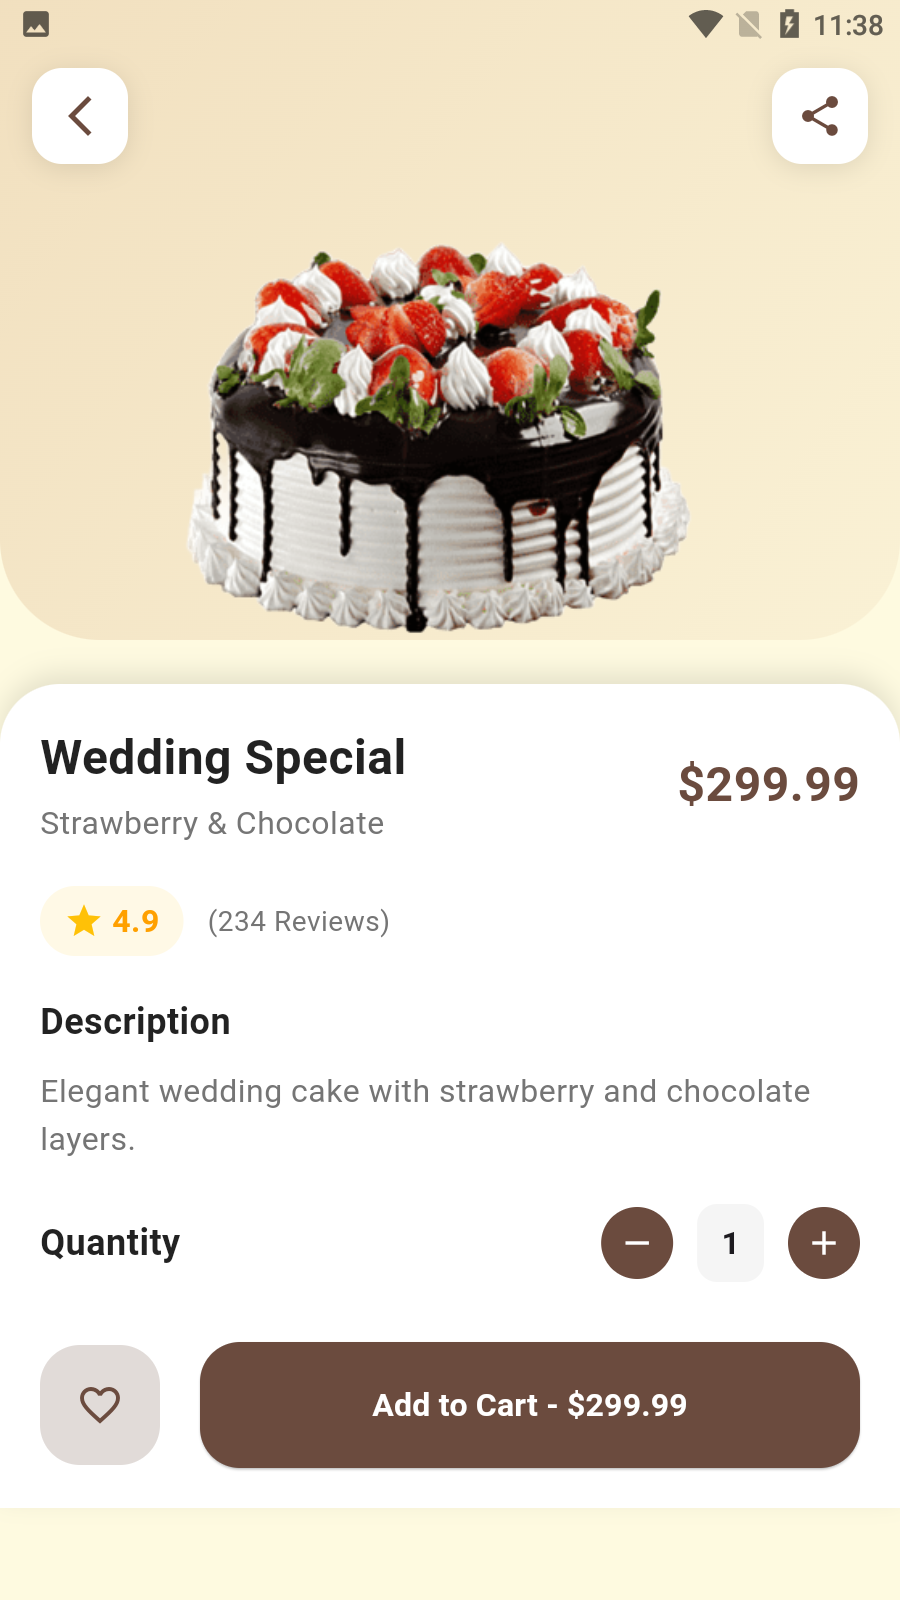 11:38
Wedding Special
$299.99
Strawberry & Chocolate
4.9
(234 Reviews)
Description
Elegant wedding cake with strawberry and chocolate
layers.
Quantity
1
Add to Cart - $299.99